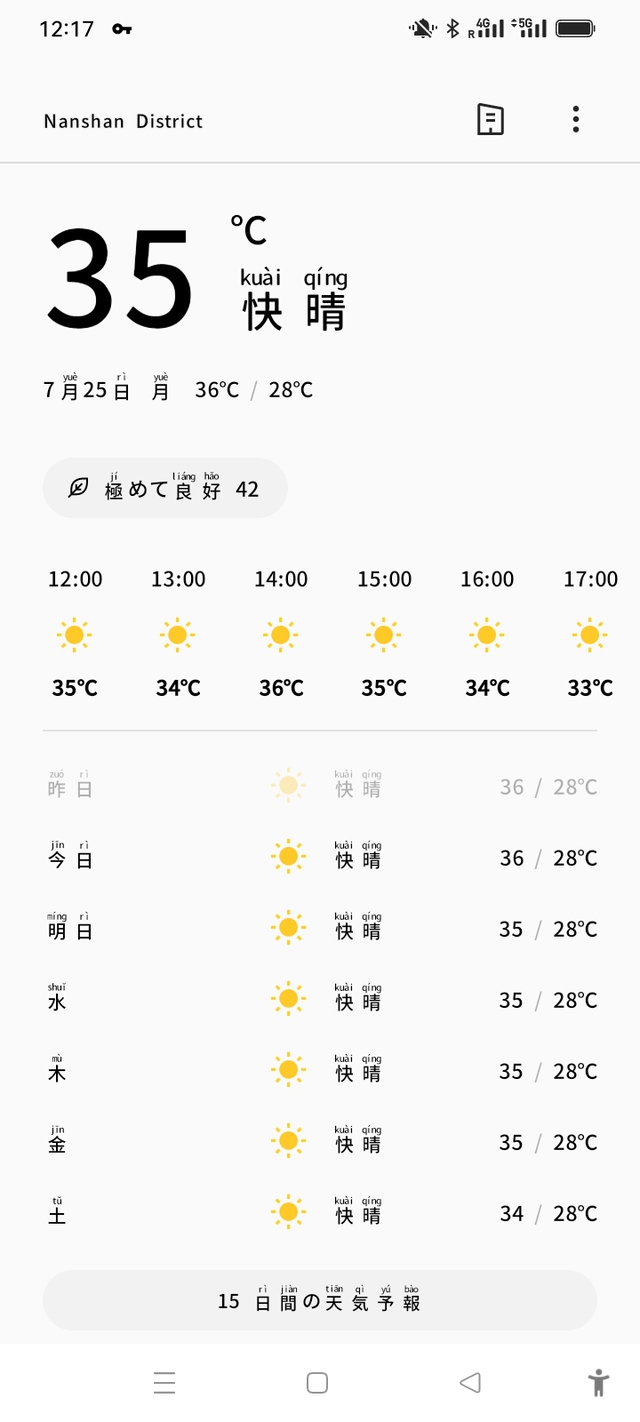 12:17 R 4G 5G
Nanshan District
35 °C
kuài qíng
快晴
yuè rì yuè
7月25日 月 36°C / 28°C
jí liáng hǎo
極めて良好 42
12:00 13:00 14:00 15:00 16:00 17:00
35°C 34°C 36°C 35°C 34°C 33°C
zuó rì kuài qíng
昨日 快晴 36 / 28°C
jīn rì kuài qíng
今日 快晴 36 / 28°C
míng rì kuài qíng
明日 快晴 35 / 28°C
shuǐ kuài qíng
水 快晴 35 / 28°C
mù kuài qíng
木 快晴 35 / 28°C
jīn kuài qíng
金 快晴 35 / 28°C
tǔ kuài qíng
土 快晴 34 / 28°C
rì jiàn tiān qì yú bào
15 日間の天気予報